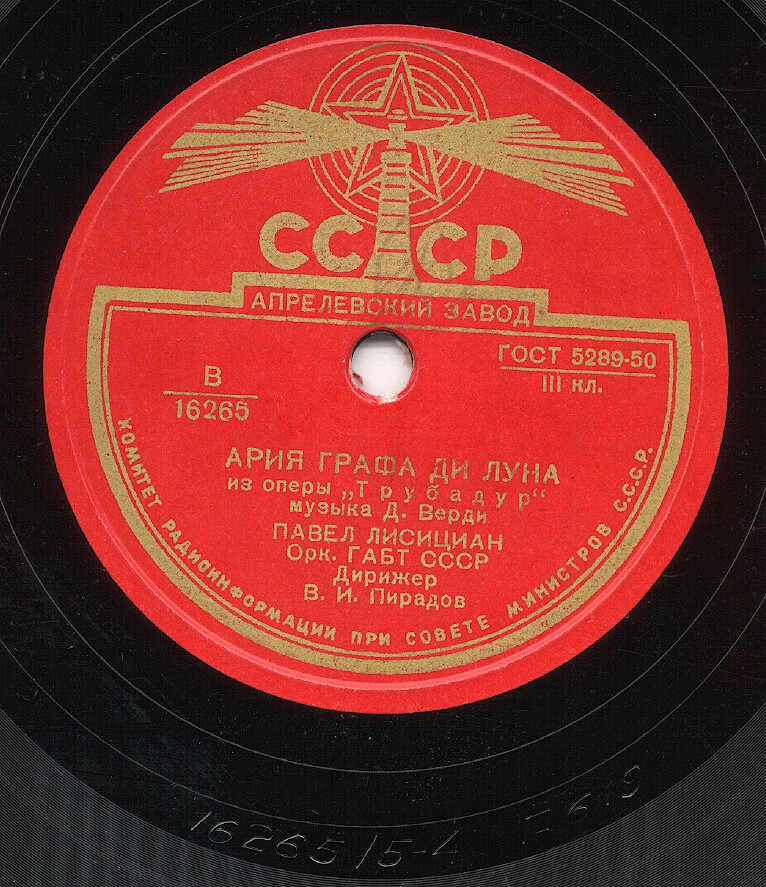 СССР
АПРЕЛЕВСКИЙ ЗАВОД
В
16265
ГОСТ 5289-50
III кл.
АРИЯ ГРАФА ДИ ЛУНА
из оперы „Трубадур“
музыка Д. Верди
ПАВЕЛ ЛИСИЦИАН
Орк. ГАБТ СССР
Дирижер
В. И. Пирадов
КОМИТЕТ РАДИОИНФОРМАЦИИ ПРИ СОВЕТЕ МИНИСТРОВ С.С.С.Р.
16265/5-4